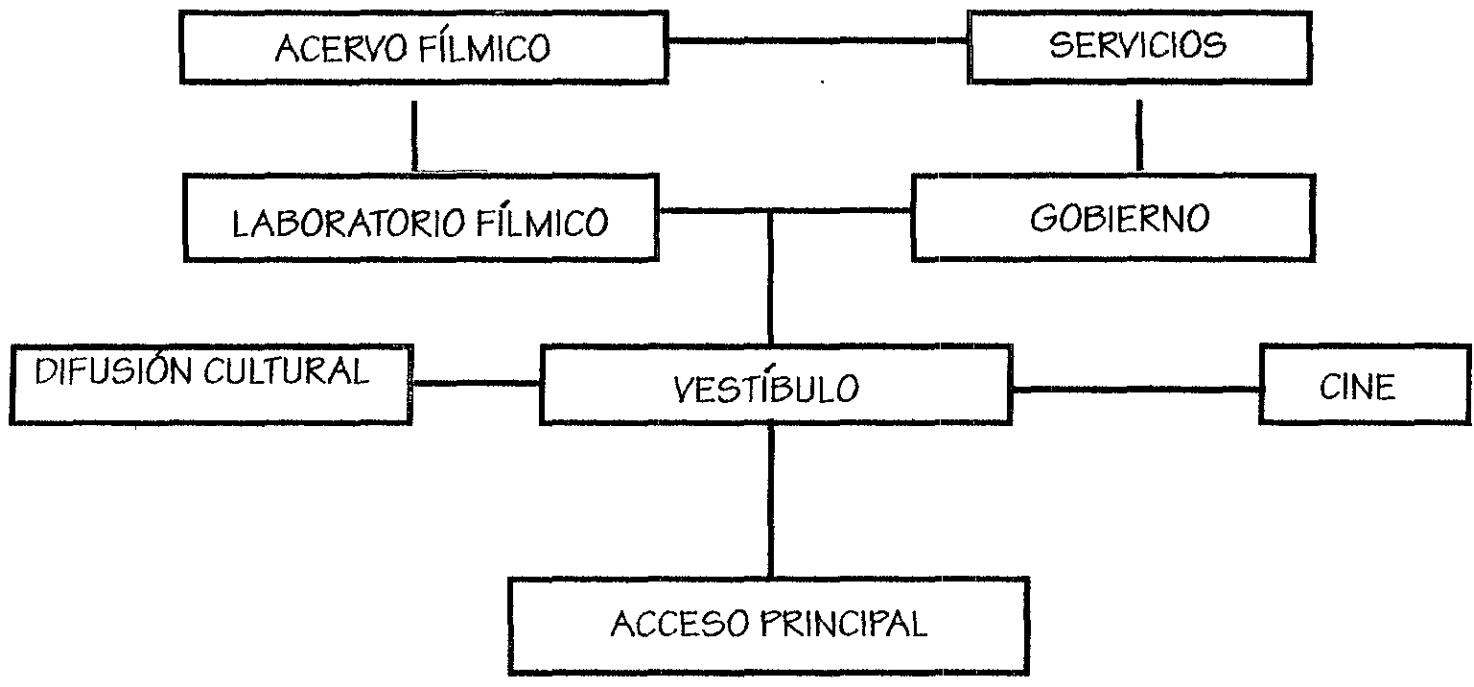 ACERVO FÍLMICO
SERVICIOS
LABORATORIO FÍLMICO
GOBIERNO
DIFUSIÓN CULTURAL
VESTÍBULO
CINE
ACCESO PRINCIPAL